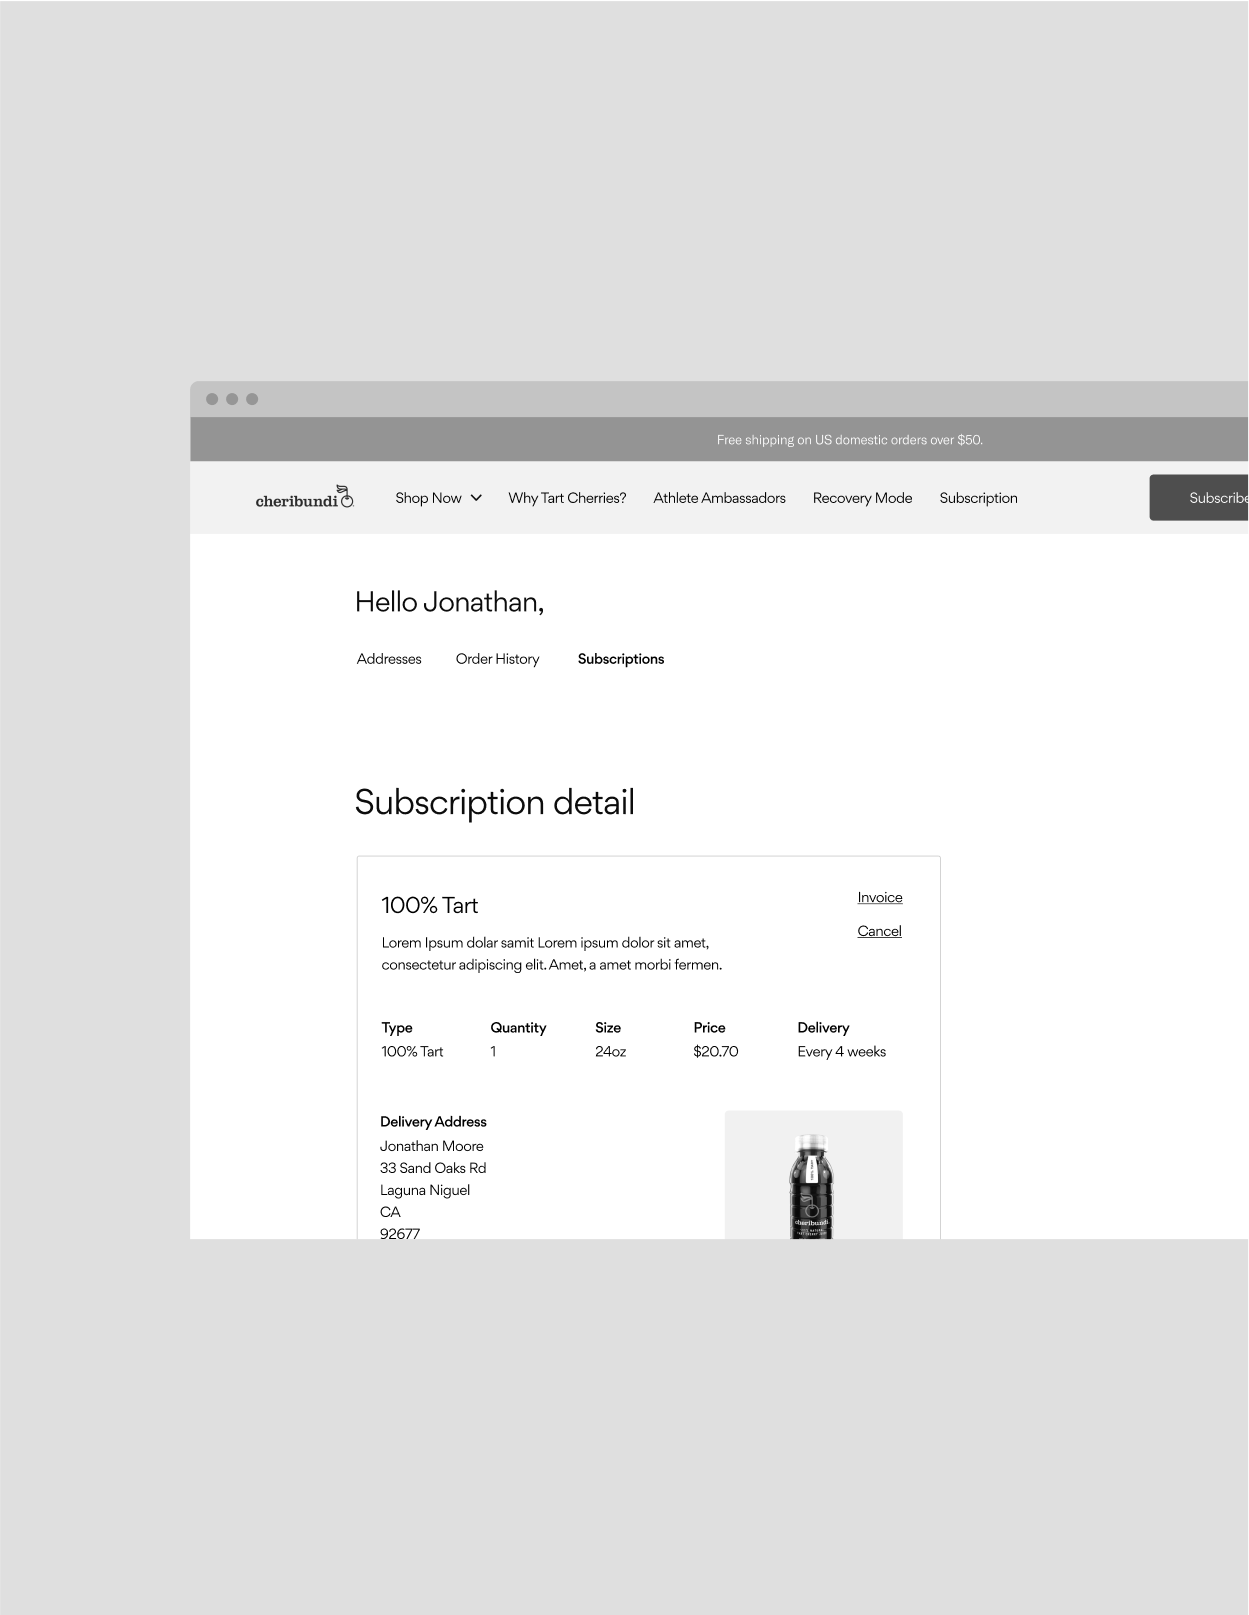 Free shipping on US domestic orders over $50.
cheribundi Shop Now Why Tart Cherries? Athlete Ambassadors Recovery Mode Subscription Subscribe
Hello Jonathan,
Addresses Order History Subscriptions
Subscription detail
100% Tart
Invoice
Lorem Ipsum dolar samit Lorem ipsum dolor sit amet,
Cancel
consectetur adipiscing elit. Amet, a amet morbi fermen.
Type Quantity Size Price Delivery
100% Tart 1 24oz $20.70 Every 4 weeks
Delivery Address
Jonathan Moore
33 Sand Oaks Rd
Laguna Niguel
CA
92677
cheribundi